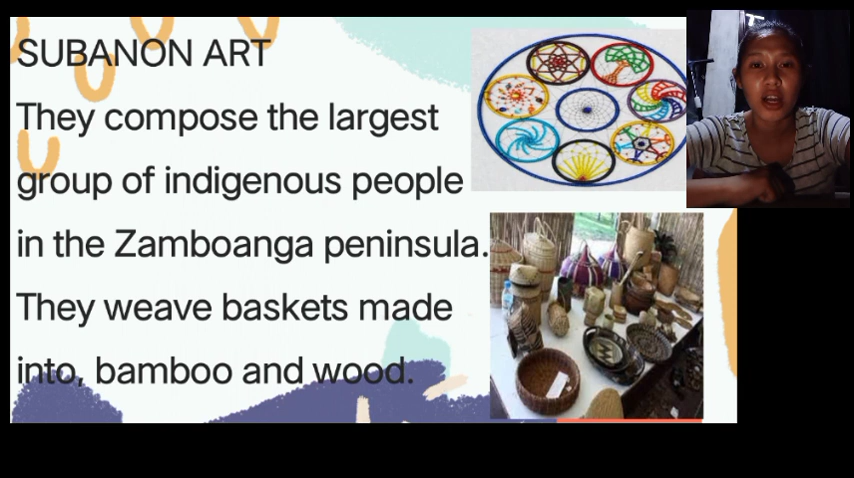 SUBANON ART
They compose the largest
group of indigenous people
in the Zamboanga peninsula.
They weave baskets made
into, bamboo and wood.